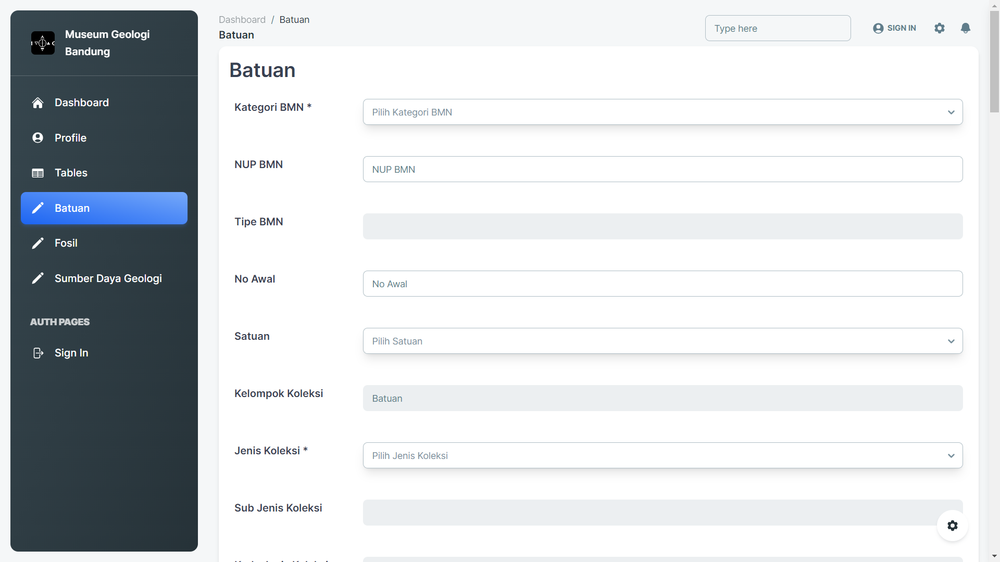 Museum Geologi
Bandung
Dashboard
Profile
Tables
Batuan
Fosil
Sumber Daya Geologi
AUTH PAGES
Sign In
Dashboard / Batuan
Batuan
Type here
SIGN IN
Batuan
Kategori BMN *
Pilih Kategori BMN
NUP BMN
NUP BMN
Tipe BMN
No Awal
No Awal
Satuan
Pilih Satuan
Kelompok Koleksi
Batuan
Jenis Koleksi *
Pilih Jenis Koleksi
Sub Jenis Koleksi